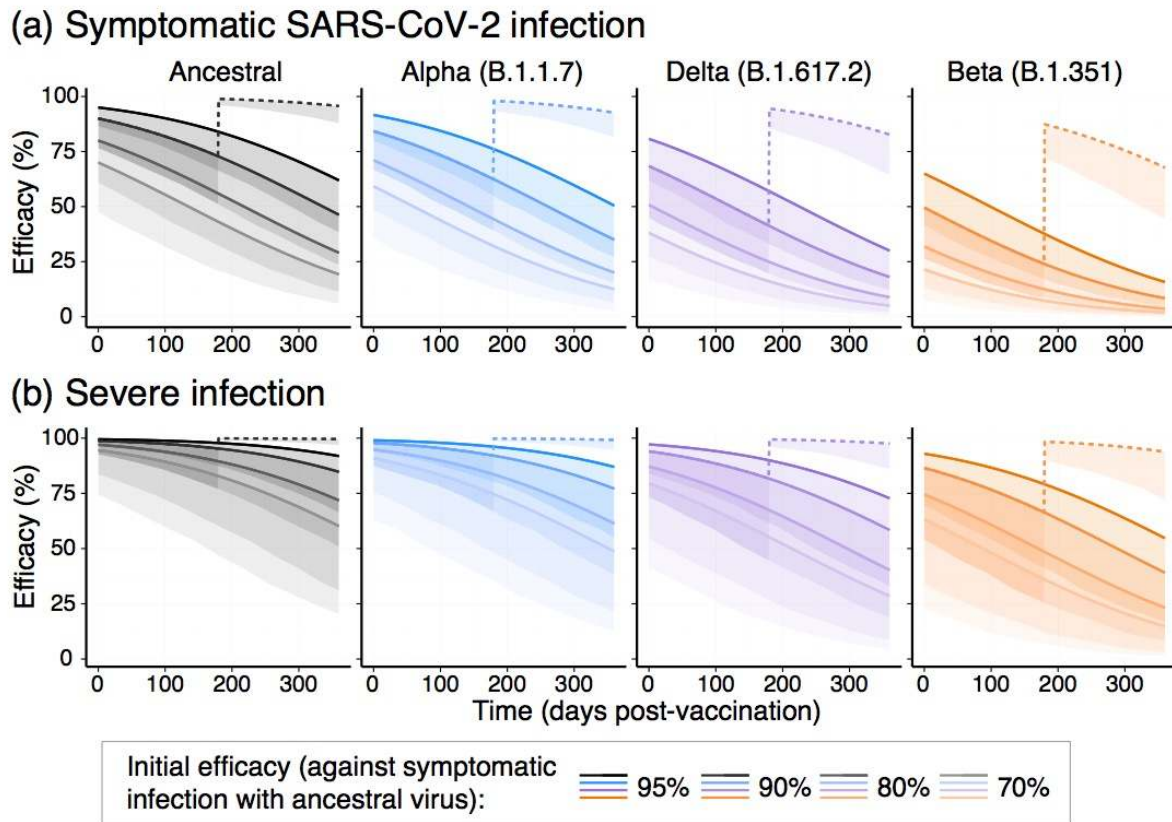 (a) Symptomatic SARS-CoV-2 infection
Ancestral
Alpha (B.1.1.7)
Delta (B.1.617.2)
Beta (B.1.351)
Efficacy (%)
100
75
50
25
0
0 100 200 300
0 100 200 300
0 100 200 300
0 100 200 300
(b) Severe infection
Efficacy (%)
100
75
50
25
0
0 100 200 300
0 100 200 300
0 100 200 300
0 100 200 300
Time (days post-vaccination)
Initial efficacy (against symptomatic
infection with ancestral virus):
95%
90%
80%
70%